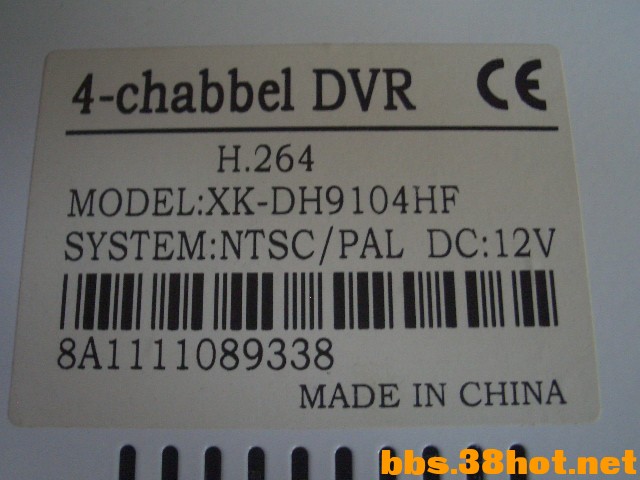 4-chabbel DVR CE
H.264
MODEL:XK-DH9104HF
SYSTEM:NTSC/PAL DC:12V
8A1111089338
MADE IN CHINA
bbs.38hot.net